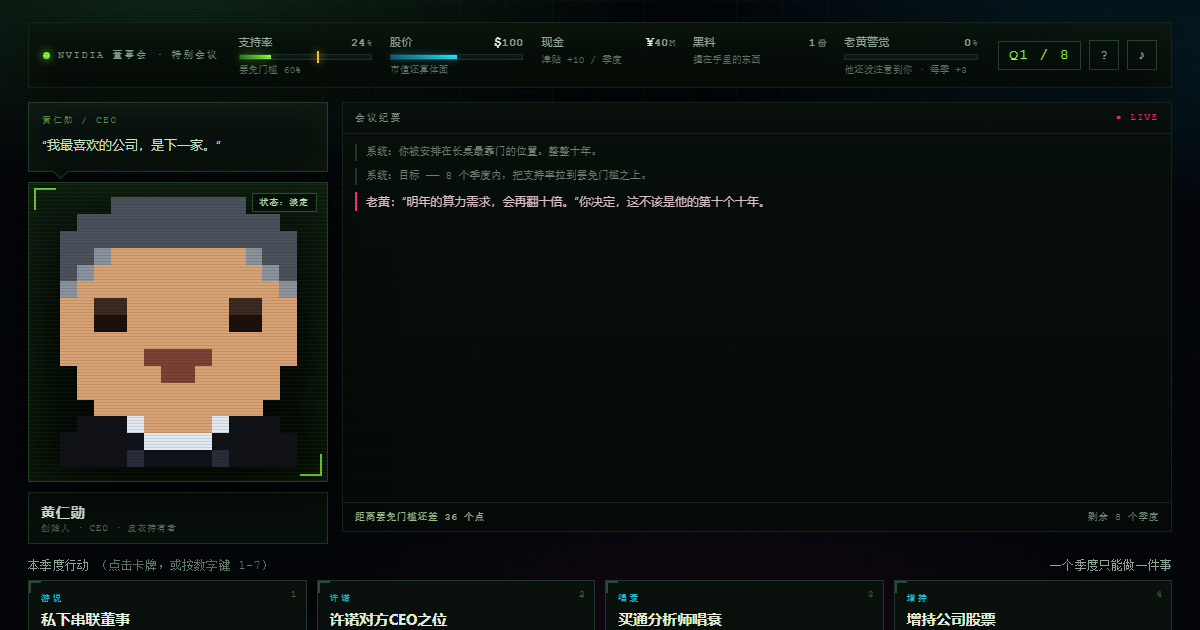 NVIDIA 董事会 · 特别会议
支持率 24%
罢免门槛 60%
股价 $100
市值还算体面
现金 ¥40M
津贴 +10 / 季度
黑料 1份
攥在手里的东西
老黄警觉 0%
他还没注意到你 · 每季 +3
Q1 / 8
?
♪
黄仁勋 / CEO
“我最喜欢的公司，是下一家。”
状态: 淡定
黄仁勋
创始人 · CEO · 皮衣持有者
会议纪要
LIVE
系统: 你被安排在长桌最靠门的位置。整整十年。
系统: 目标 —— 8 个季度内，把支持率拉到罢免门槛之上。
老黄: “明年的算力需求，会再翻十倍。”你决定，这不该是他的第十个十年。
距离罢免门槛还差 36 个点
剩余 8 个季度
本季度行动 （点击卡牌，或按数字键 1-7）
一个季度只能做一件事
游说 1
私下串联董事
许诺 2
许诺对方CEO之位
唱衰 3
买通分析师唱衰
增持 4
增持公司股票